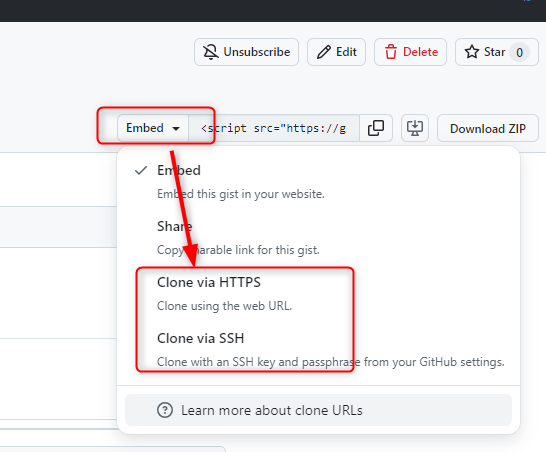 Unsubscribe
Edit
Delete
Star 0
Embed
<script src="https://g
Download ZIP
Embed
Embed this gist in your website.
Share
Copy sharable link for this gist.
Clone via HTTPS
Clone using the web URL.
Clone via SSH
Clone with an SSH key and passphrase from your GitHub settings.
Learn more about clone URLs